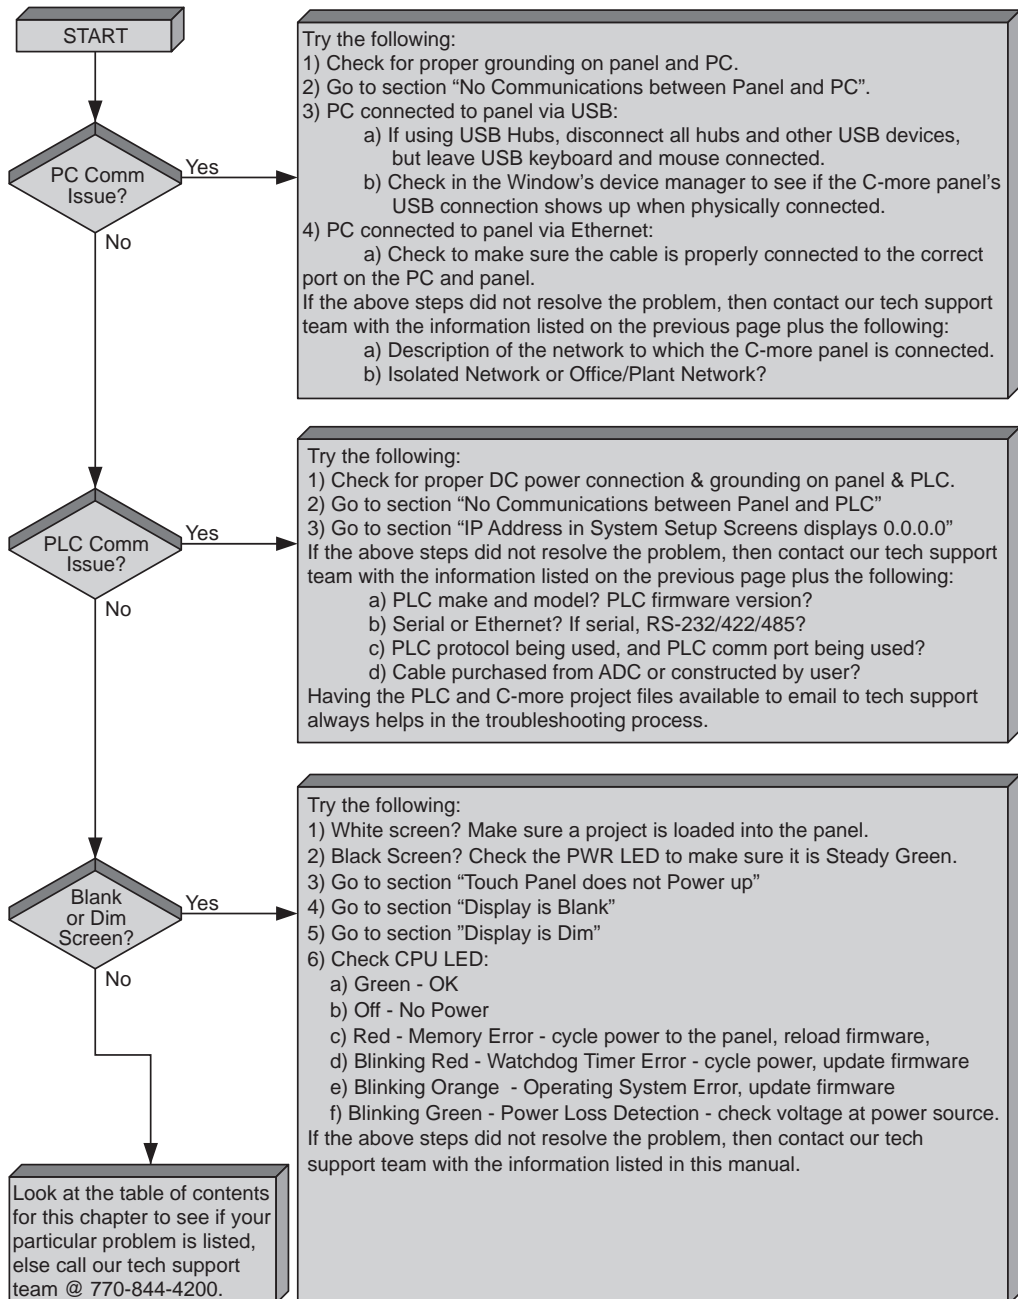 START
PC Comm
Issue?
Yes
No
Try the following:
1) Check for proper grounding on panel and PC.
2) Go to section “No Communications between Panel and PC”.
3) PC connected to panel via USB:
a) If using USB Hubs, disconnect all hubs and other USB devices,
but leave USB keyboard and mouse connected.
b) Check in the Window’s device manager to see if the C-more panel’s
USB connection shows up when physically connected.
4) PC connected to panel via Ethernet:
a) Check to make sure the cable is properly connected to the correct
port on the PC and panel.
If the above steps did not resolve the problem, then contact our tech support
team with the information listed on the previous page plus the following:
a) Description of the network to which the C-more panel is connected.
b) Isolated Network or Office/Plant Network?
PLC Comm
Issue?
Yes
No
Try the following:
1) Check for proper DC power connection & grounding on panel & PLC.
2) Go to section “No Communications between Panel and PLC”
3) Go to section “IP Address in System Setup Screens displays 0.0.0.0”
If the above steps did not resolve the problem, then contact our tech support
team with the information listed on the previous page plus the following:
a) PLC make and model? PLC firmware version?
b) Serial or Ethernet? If serial, RS-232/422/485?
c) PLC protocol being used, and PLC comm port being used?
d) Cable purchased from ADC or constructed by user?
Having the PLC and C-more project files available to email to tech support
always helps in the troubleshooting process.
Blank
or Dim
Screen?
Yes
No
Try the following:
1) White screen? Make sure a project is loaded into the panel.
2) Black Screen? Check the PWR LED to make sure it is Steady Green.
3) Go to section “Touch Panel does not Power up”
4) Go to section “Display is Blank”
5) Go to section ”Display is Dim”
6) Check CPU LED:
a) Green - OK
b) Off - No Power
c) Red - Memory Error - cycle power to the panel, reload firmware,
d) Blinking Red - Watchdog Timer Error - cycle power, update firmware
e) Blinking Orange  - Operating System Error, update firmware
f) Blinking Green - Power Loss Detection - check voltage at power source.
If the above steps did not resolve the problem, then contact our tech
support team with the information listed in this manual.
Look at the table of contents
for this chapter to see if your
particular problem is listed,
else call our tech support
team @ 770-844-4200.